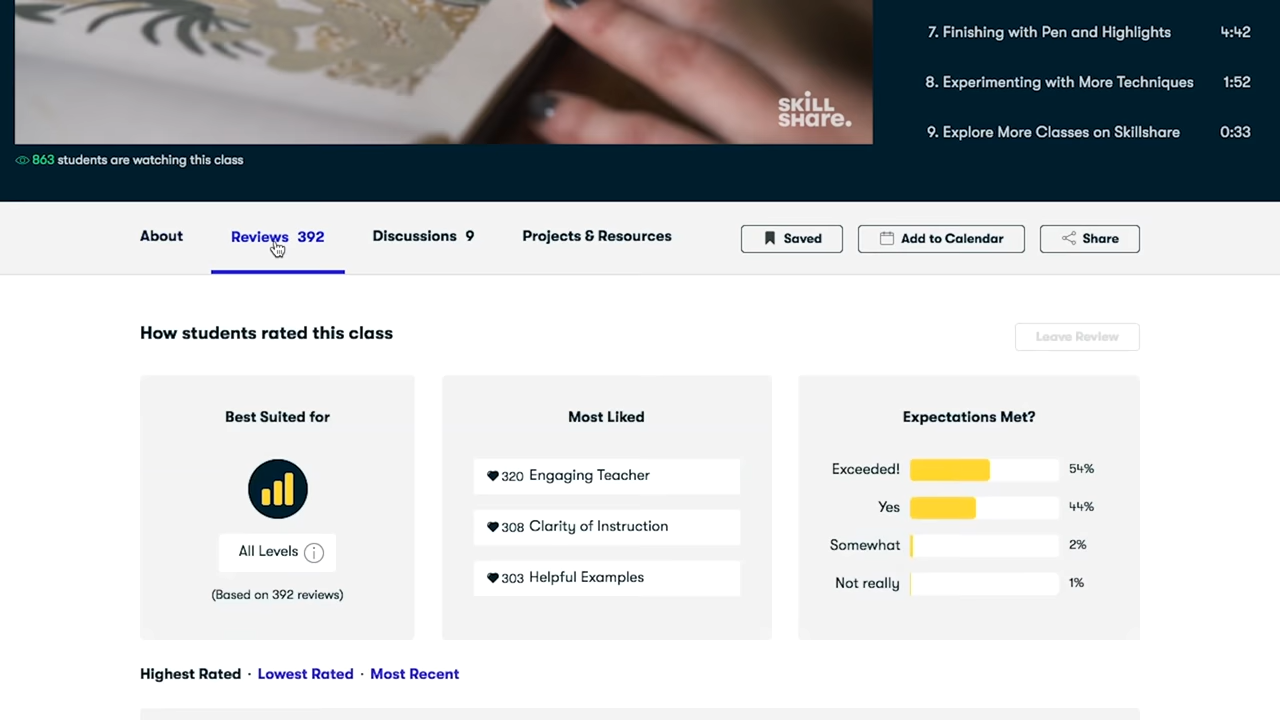 7. Finishing with Pen and Highlights 4:42
8. Experimenting with More Techniques 1:52
9. Explore More Classes on Skillshare 0:33
SKILL
SHARE.
863 students are watching this class
About Reviews 392 Discussions 9 Projects & Resources Saved Add to Calendar Share
How students rated this class Leave Review
Best Suited for
All Levels
(Based on 392 reviews)
Most Liked
320 Engaging Teacher
308 Clarity of Instruction
303 Helpful Examples
Expectations Met?
Exceeded! 54%
Yes 44%
Somewhat 2%
Not really 1%
Highest Rated · Lowest Rated · Most Recent